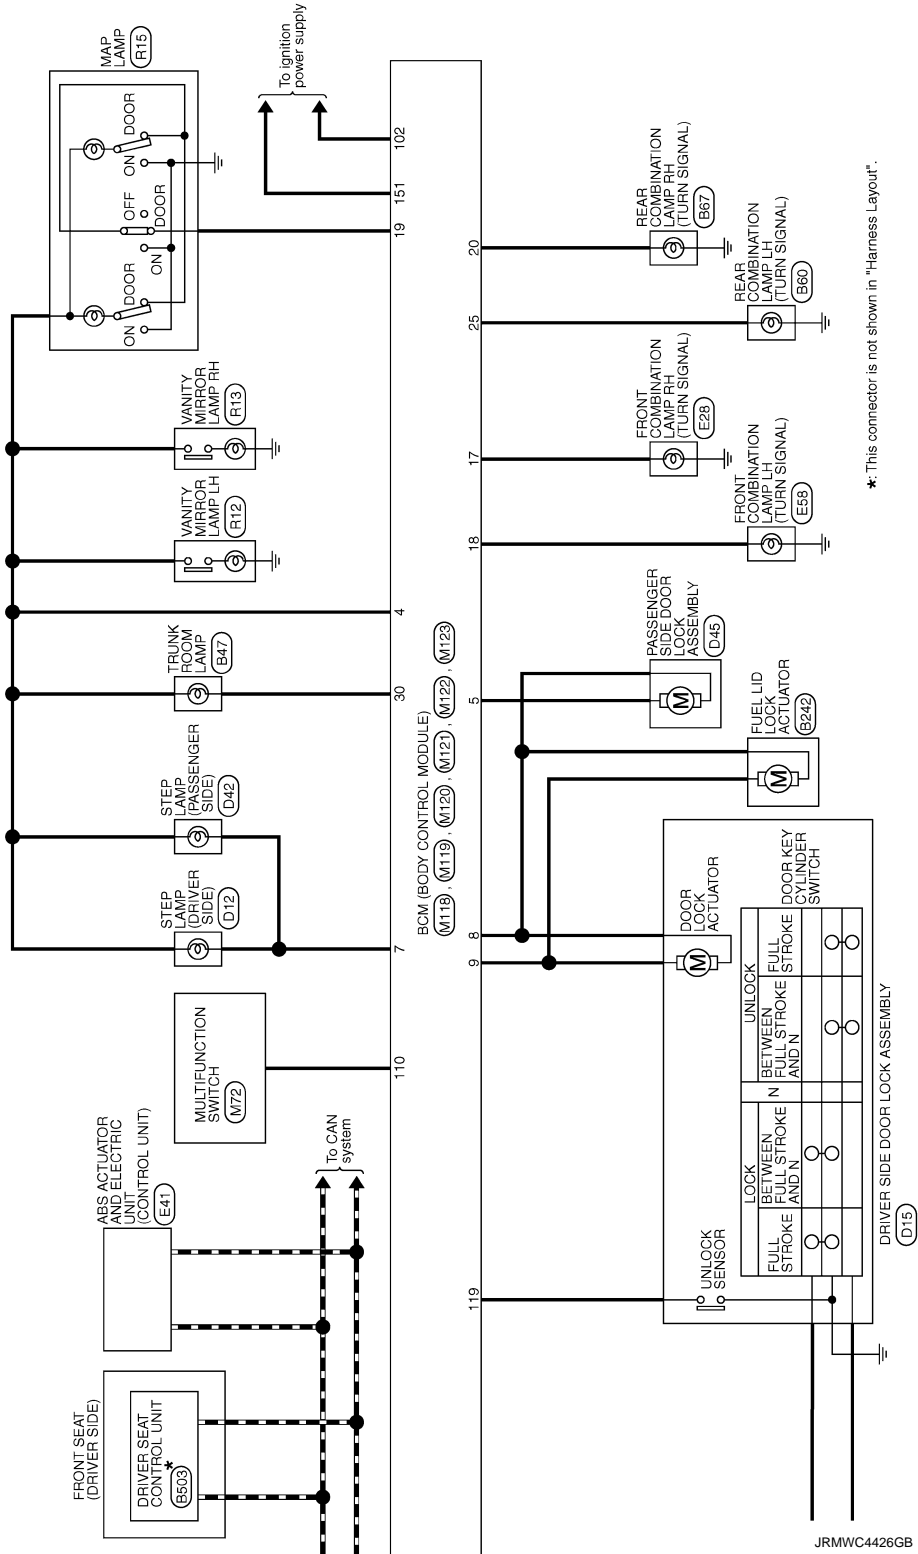 MAP
LAMP
R15
ON
DOOR
ON
OFF
DOOR
ON
DOOR
To ignition
power supply
VANITY
MIRROR
LAMP RH
R13
VANITY
MIRROR
LAMP LH
R12
TRUNK
ROOM
LAMP
B47
STEP
LAMP
(PASSENGER
SIDE)
D42
STEP
LAMP
(DRIVER
SIDE)
D12
MULTIFUNCTION
SWITCH
M72
ABS ACTUATOR
AND ELECTRIC
UNIT
(CONTROL UNIT)
E41
To CAN
system
FRONT SEAT
(DRIVER SIDE)
DRIVER SEAT
CONTROL UNIT
*
B503
110
7
30
4
19
151
102
BCM (BODY CONTROL MODULE)
M118 , M119 , M120 , M121 , M122 , M123
119
9
8
5
18
17
25
20
REAR
COMBINATION
LAMP RH
(TURN SIGNAL)
B67
REAR
COMBINATION
LAMP LH
(TURN SIGNAL)
B60
FRONT
COMBINATION
LAMP RH
(TURN SIGNAL)
E28
FRONT
COMBINATION
LAMP LH
(TURN SIGNAL)
E58
PASSENGER
SIDE DOOR
LOCK
ASSEMBLY
D45
M
FUEL LID
LOCK
ACTUATOR
B242
M
DOOR
LOCK
ACTUATOR
M
UNLOCK
SENSOR
DOOR KEY
CYLINDER
SWITCH
LOCK
UNLOCK
FULL
STROKE
BETWEEN
FULL STROKE
AND N
N
BETWEEN
FULL STROKE
AND N
FULL
STROKE
DRIVER SIDE DOOR LOCK ASSEMBLY
D15
*: This connector is not shown in "Harness Layout".
JRMWC4426GB